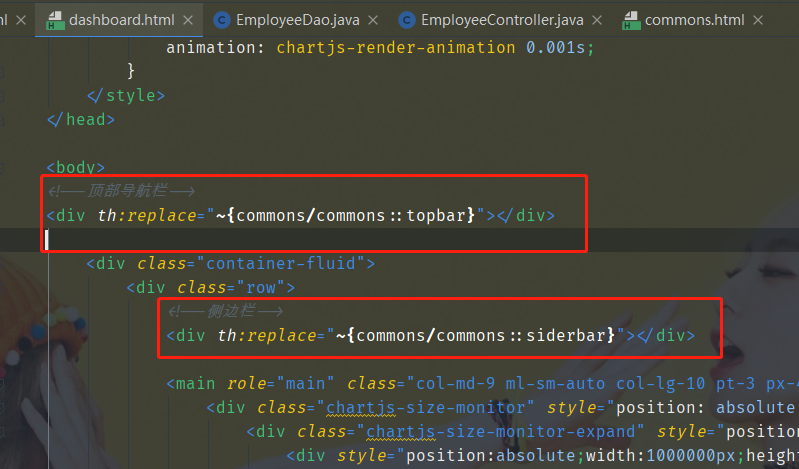 nl
dashboard.html
EmployeeDao.java
EmployeeController.java
commons.html
animation: chartjs-render-animation 0.001s;
}
</style>
</head>
<body>
<!--顶部导航栏-->
<div th:replace="~{commons/commons::topbar}"></div>
<div class="container-fluid">
<div class="row">
<!--侧边栏-->
<div th:replace="~{commons/commons::siderbar}"></div>
<main role="main" class="col-md-9 ml-sm-auto col-lg-10 pt-3 px-4
<div class="chartjs-size-monitor" style="position: absolute
<div class="chartjs-size-monitor-expand" style="position
<div style="position:absolute;width:1000000px;height